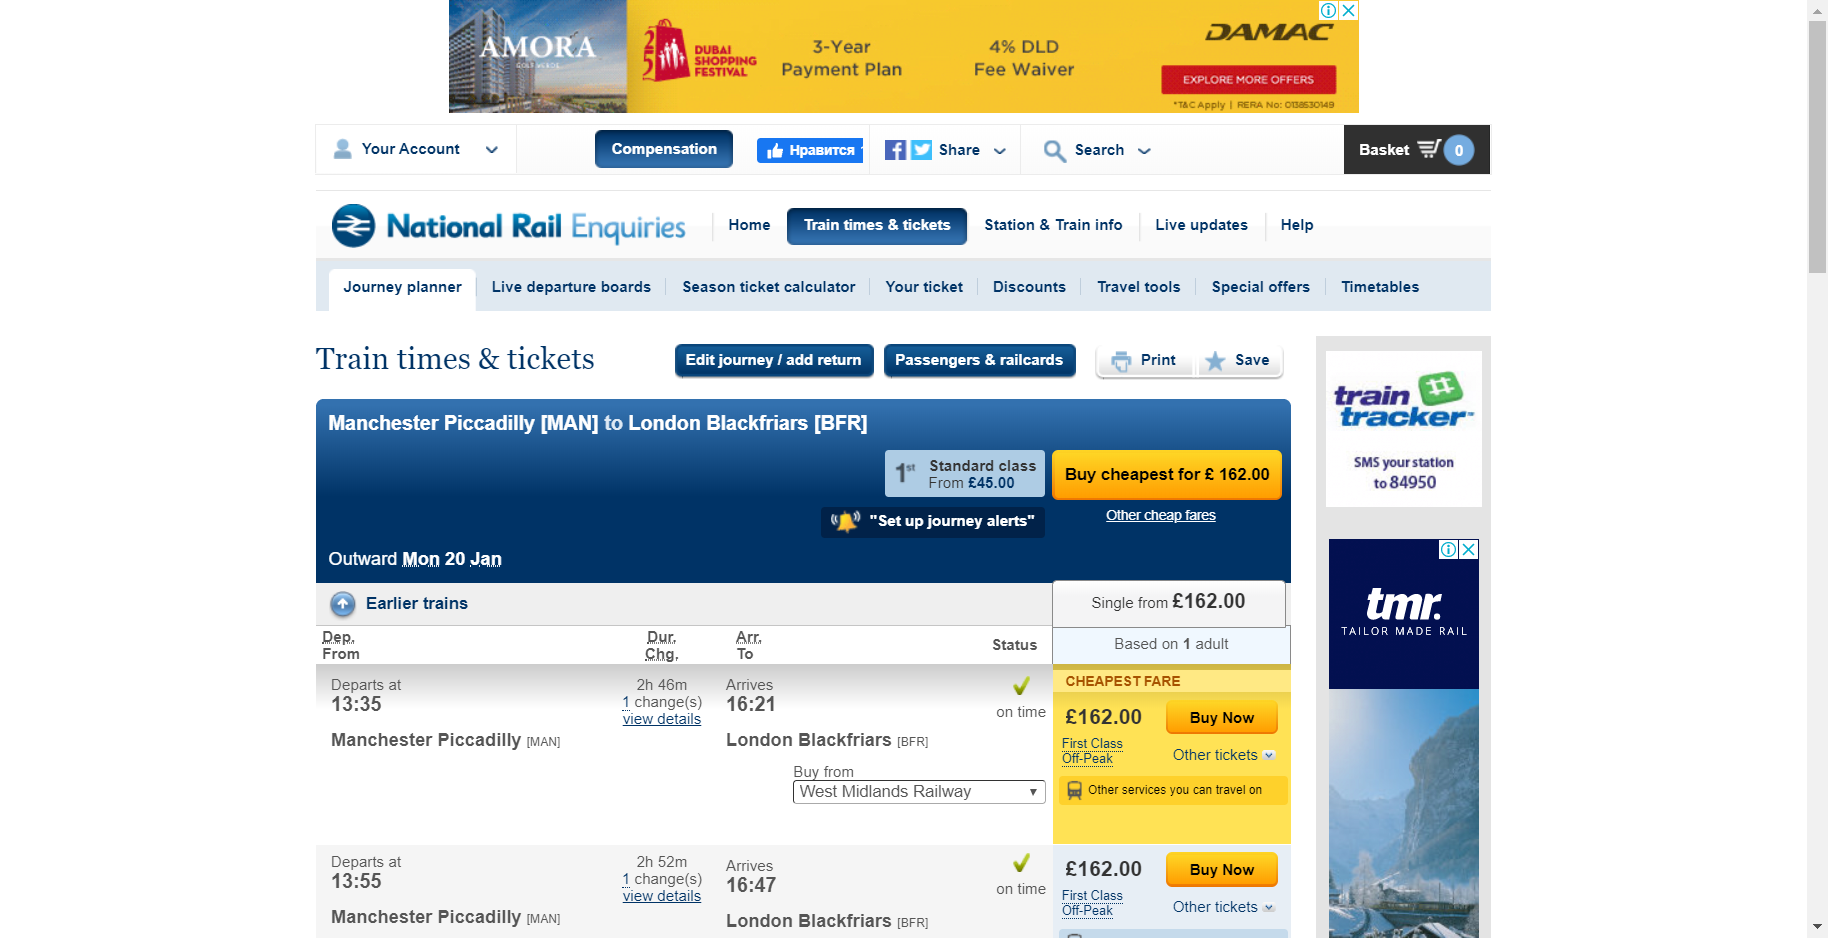 AMORA
GOLF VERDE
DUBAI
SHOPPING
FESTIVAL
3-Year
Payment Plan
4% DLD
Fee Waiver
DAMAC
EXPLORE MORE OFFERS
*T&C Apply | RERA No: 0138530149
Your Account
Compensation
Нравится
Share
Search
Basket
0
National Rail Enquiries
Home
Train times & tickets
Station & Train info
Live updates
Help
Journey planner
Live departure boards
Season ticket calculator
Your ticket
Discounts
Travel tools
Special offers
Timetables
Train times & tickets
Edit journey / add return
Passengers & railcards
Print
Save
Manchester Piccadilly [MAN] to London Blackfriars [BFR]
1st
Standard class
From £45.00
Buy cheapest for £ 162.00
"Set up journey alerts"
Other cheap fares
Outward Mon 20 Jan
Earlier trains
Single from £162.00
Dep.
From
Dur.
Chg.
Arr.
To
Status
Based on 1 adult
Departs at
13:35
2h 46m
1 change(s)
view details
Arrives
16:21
on time
Manchester Piccadilly [MAN]
London Blackfriars [BFR]
Buy from
West Midlands Railway
CHEAPEST FARE
£162.00
Buy Now
First Class
Off-Peak
Other tickets
Other services you can travel on
Departs at
13:55
2h 52m
1 change(s)
view details
Arrives
16:47
on time
Manchester Piccadilly [MAN]
London Blackfriars [BFR]
£162.00
Buy Now
First Class
Off-Peak
Other tickets
train
tracker
SMS your station
to 84950
tmr.
TAILOR MADE RAIL